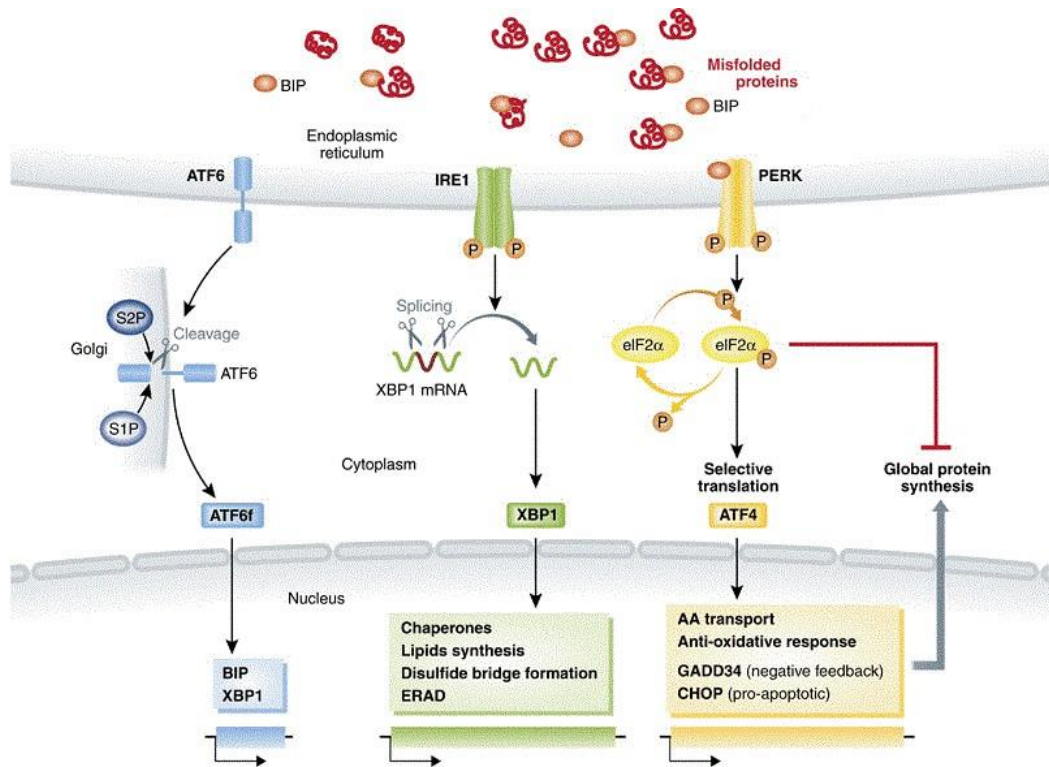 BIP
Misfolded
proteins
BIP
Endoplasmic
reticulum
ATF6
IRE1
PERK
P
P
P
P
S2P
Cleavage
Golgi
ATF6
S1P
Splicing
XBP1 mRNA
P
eIF2α
eIF2α
P
P
Cytoplasm
Selective
translation
Global protein
synthesis
ATF6f
XBP1
ATF4
Nucleus
BIP
XBP1
Chaperones
Lipids synthesis
Disulfide bridge formation
ERAD
AA transport
Anti-oxidative response
GADD34 (negative feedback)
CHOP (pro-apoptotic)